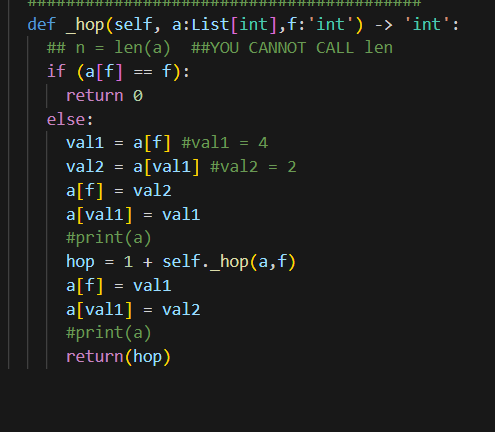 ######################################
def _hop(self, a:List[int],f:'int') -> 'int':
## n = len(a)  ##YOU CANNOT CALL len
if (a[f] == f):
return 0
else:
val1 = a[f] #val1 = 4
val2 = a[val1] #val2 = 2
a[f] = val2
a[val1] = val1
#print(a)
hop = 1 + self._hop(a,f)
a[f] = val1
a[val1] = val2
#print(a)
return(hop)